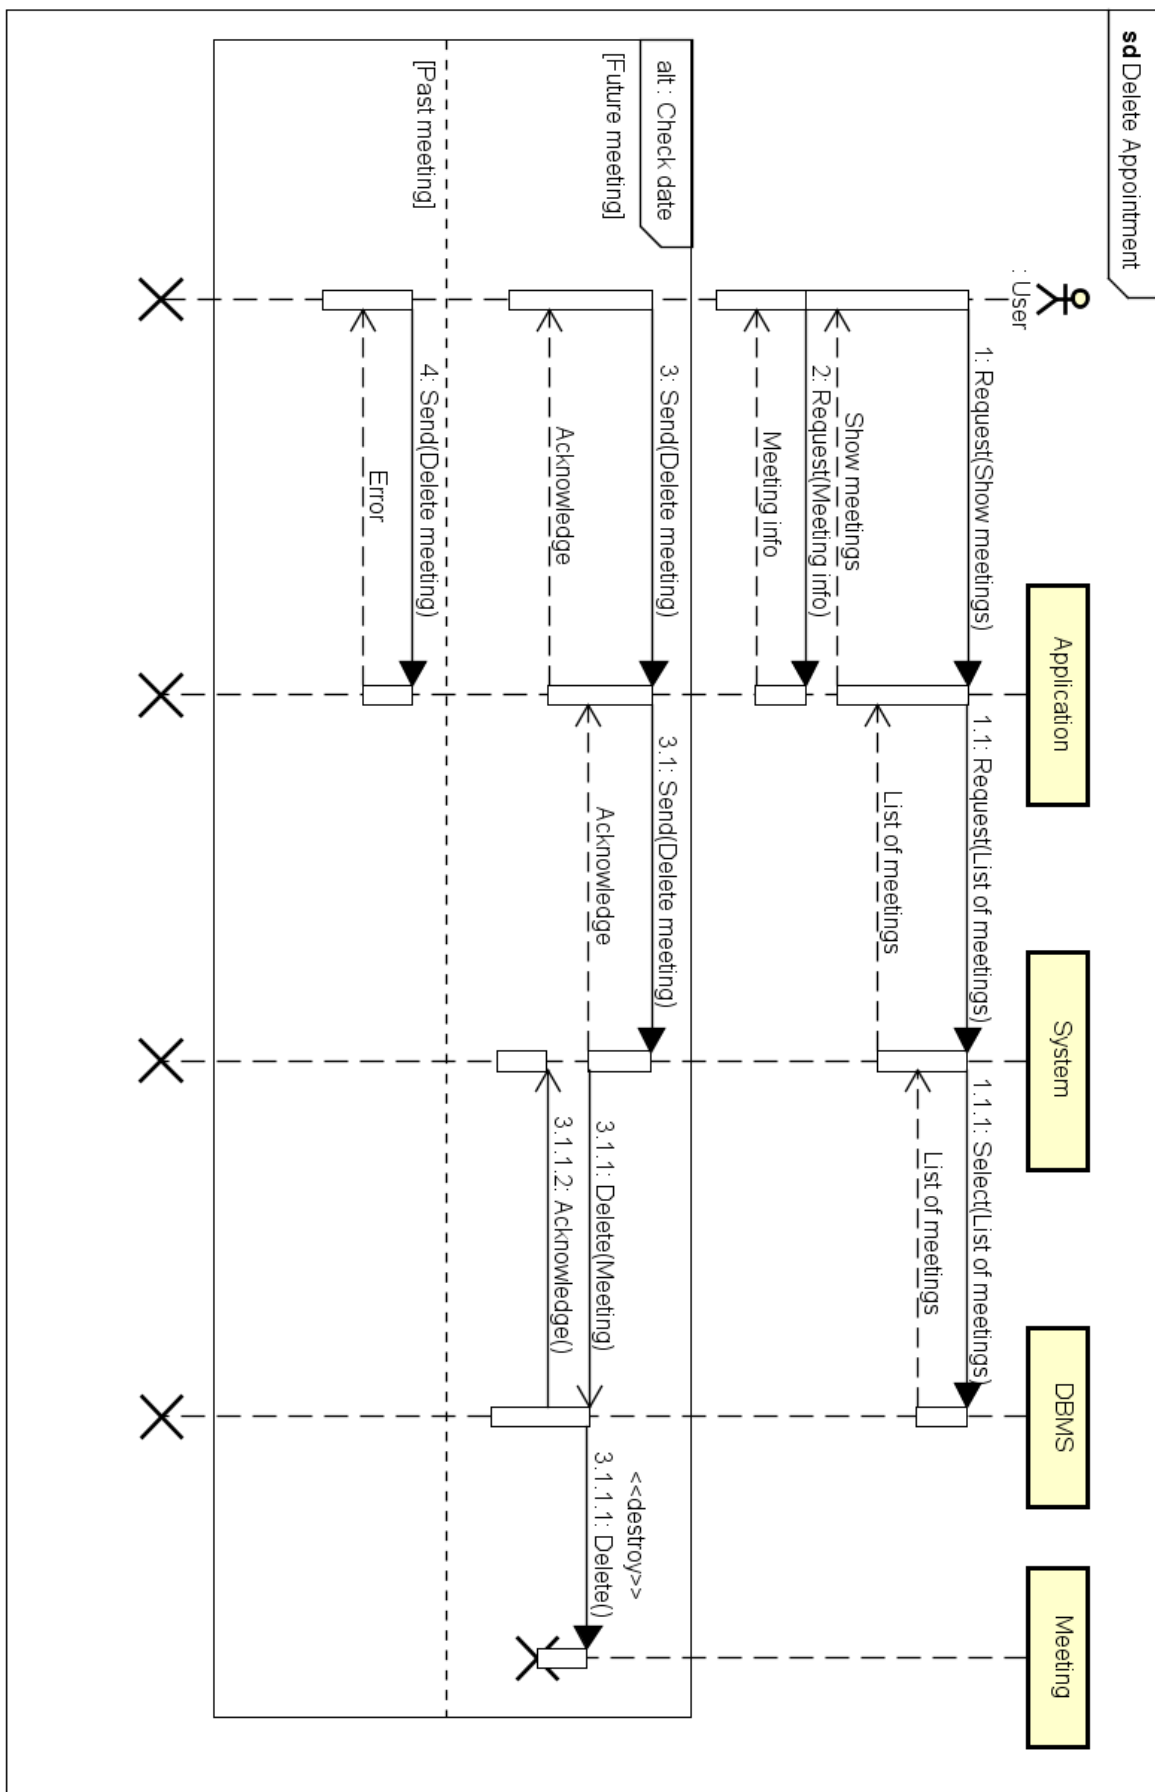 sd Delete Appointment
: User
Application
System
DBMS
Meeting
1: Request(Show meetings)
1.1: Request(List of meetings)
1.1.1: Select(List of meetings)
List of meetings
List of meetings
Show meetings
2: Request(Meeting info)
Meeting info
alt : Check date
[Future meeting]
3: Send(Delete meeting)
3.1: Send(Delete meeting)
<<destroy>>
3.1.1.1: Delete()
3.1.1: Delete(Meeting)
Acknowledge
3.1.1.2: Acknowledge()
Acknowledge
[Past meeting]
4: Send(Delete meeting)
Error